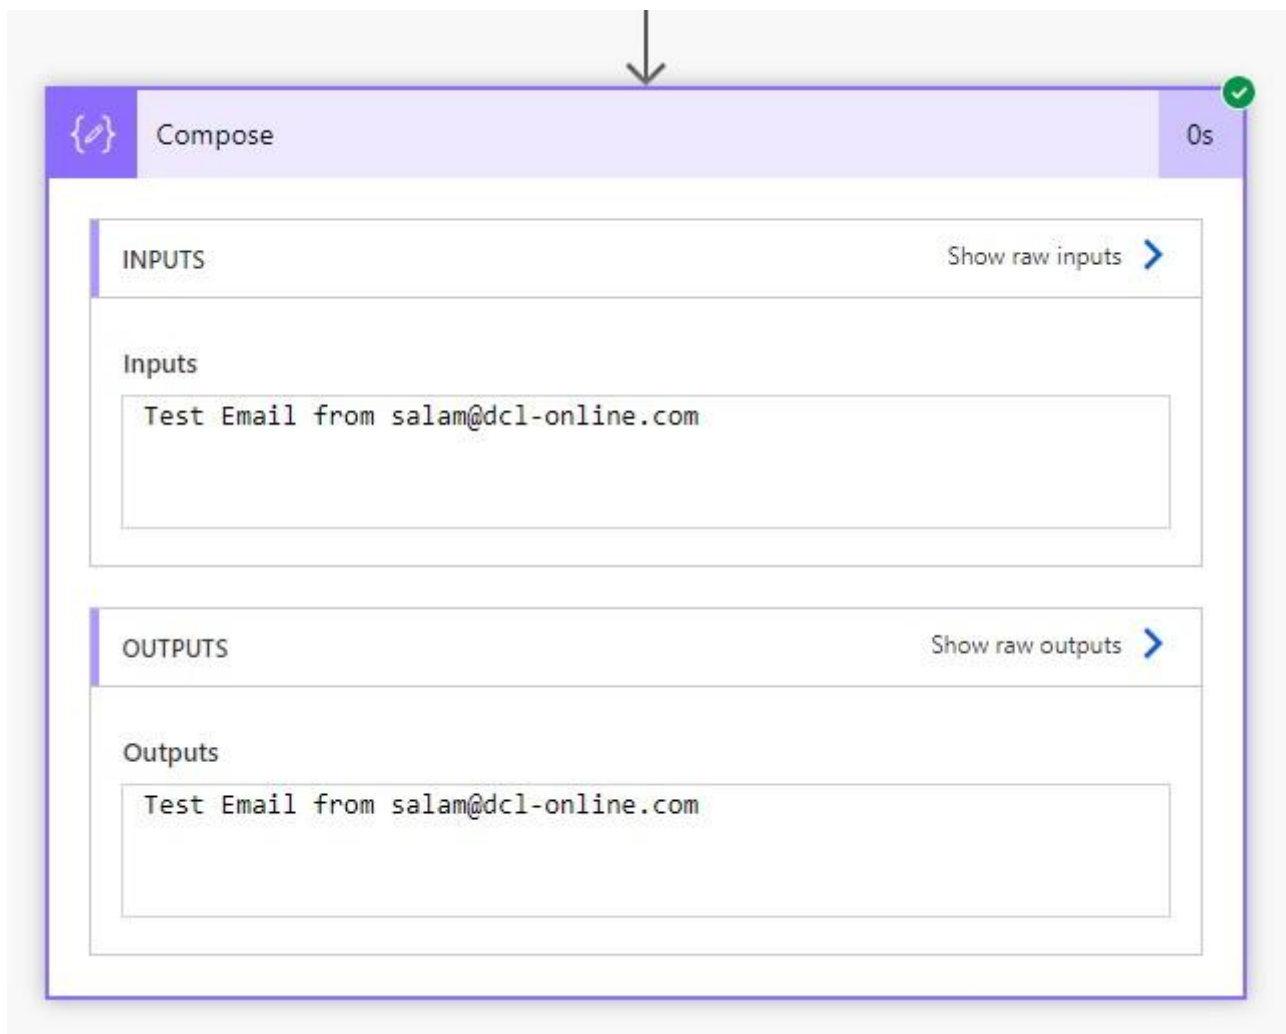 Compose
0s
INPUTS
Show raw inputs
Inputs
Test Email from salam@dcl-online.com
OUTPUTS
Show raw outputs
Outputs
Test Email from salam@dcl-online.com